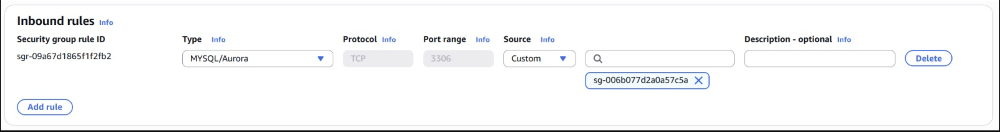 Inbound rules Info
Security group rule ID Type Info Protocol Info Port range Info Source Info Description - optional Info
sgr-09a67d1865f1f2fb2 MYSQL/Aurora TCP 3306 Custom Delete
sg-006b077d2a0a57c5a
Add rule